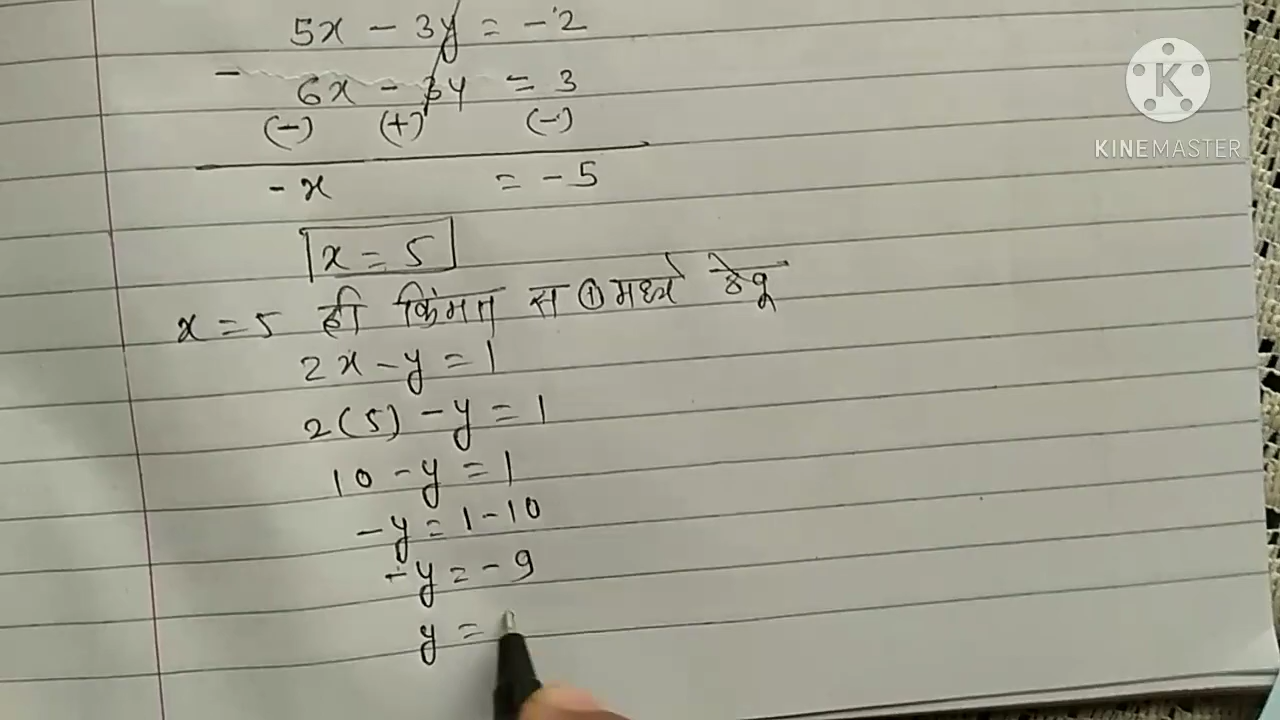 5x - 3y = -2
- 6x - 3y = 3
(-) (+) (-)
-x = -5
x = 5
x = 5 ही किंमत स ① मध्ये ठेवू
2x - y = 1
2(5) - y = 1
10 - y = 1
-y = 1 - 10
-y = -9
y =
K
KINEMASTER